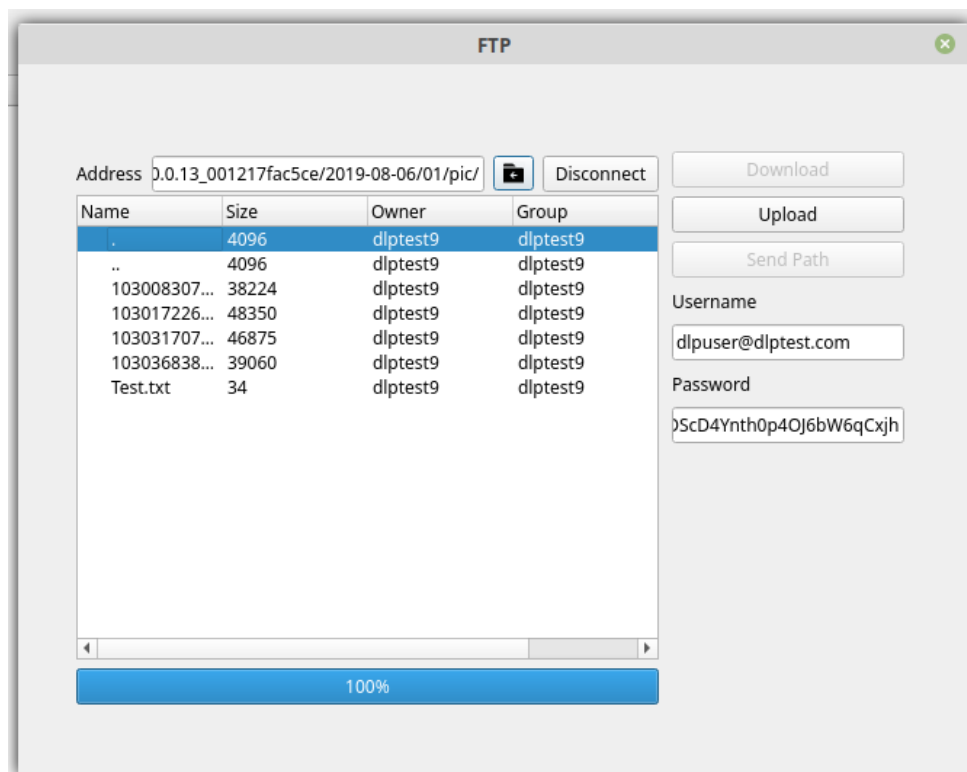 FTP
Address 0.0.13_001217fac5ce/2019-08-06/01/pic/ Disconnect Download
Name Size Owner Group Upload
. 4096 dlptest9 dlptest9
.. 4096 dlptest9 dlptest9 Send Path
103008307... 38224 dlptest9 dlptest9 Username
103017226... 48350 dlptest9 dlptest9
103031707... 46875 dlptest9 dlptest9 dlpuser@dlptest.com
103036838... 39060 dlptest9 dlptest9
Test.txt 34 dlptest9 dlptest9 Password
ScD4Ynth0p4OJ6bW6qCxjh
100%